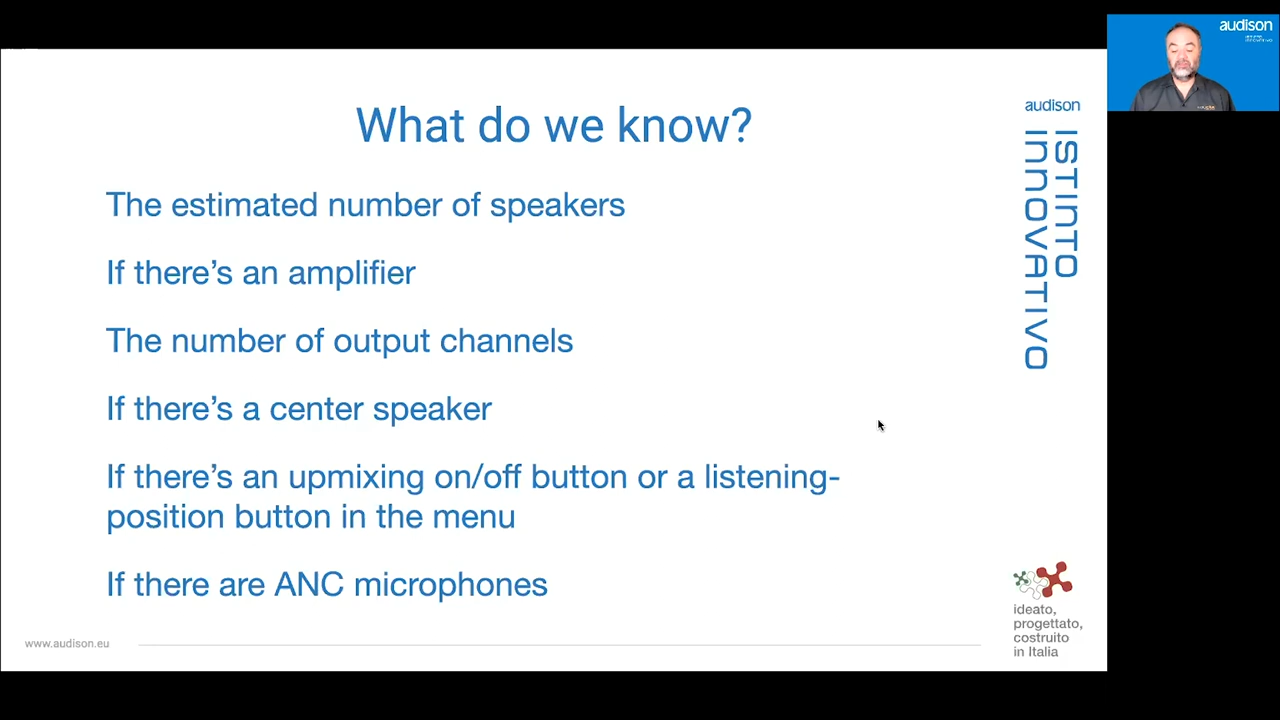 What do we know?
The estimated number of speakers
If there's an amplifier
The number of output channels
If there's a center speaker
If there's an upmixing on/off button or a listening-
position button in the menu
If there are ANC microphones
www.audison.eu
audison
ISTINTO
INNOVATIVO
ideato,
progettato,
costruito
in Italia
audison